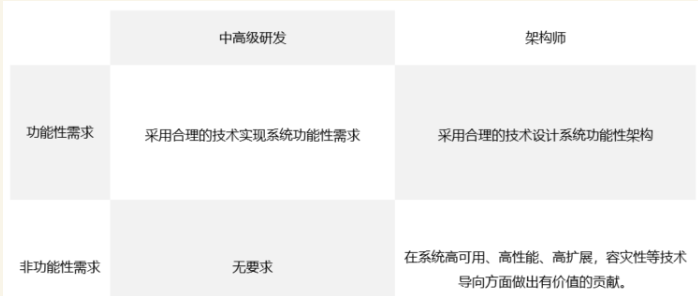 中高级研发
架构师
功能性需求
采用合理的技术实现系统功能性需求
采用合理的技术设计系统功能性架构
非功能性需求
无要求
在系统高可用、高性能、高扩展，容灾性等技术
导向方面做出有价值的贡献。